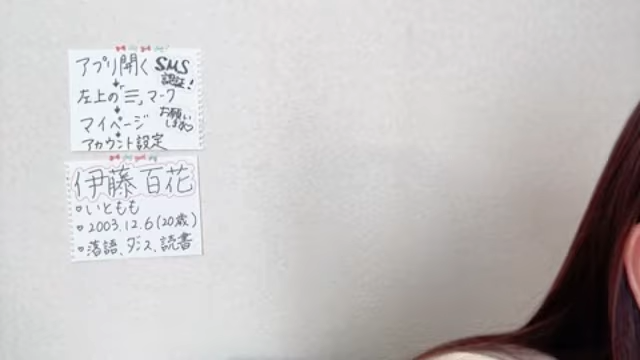 アプリ開く SMS認証!
↓
左上の"三"マーク
↓
マイページ お願いします
↓
アカウント設定
伊藤百花
○いともも
○2003.12.6(20歳)
○落語、ダンス、読書